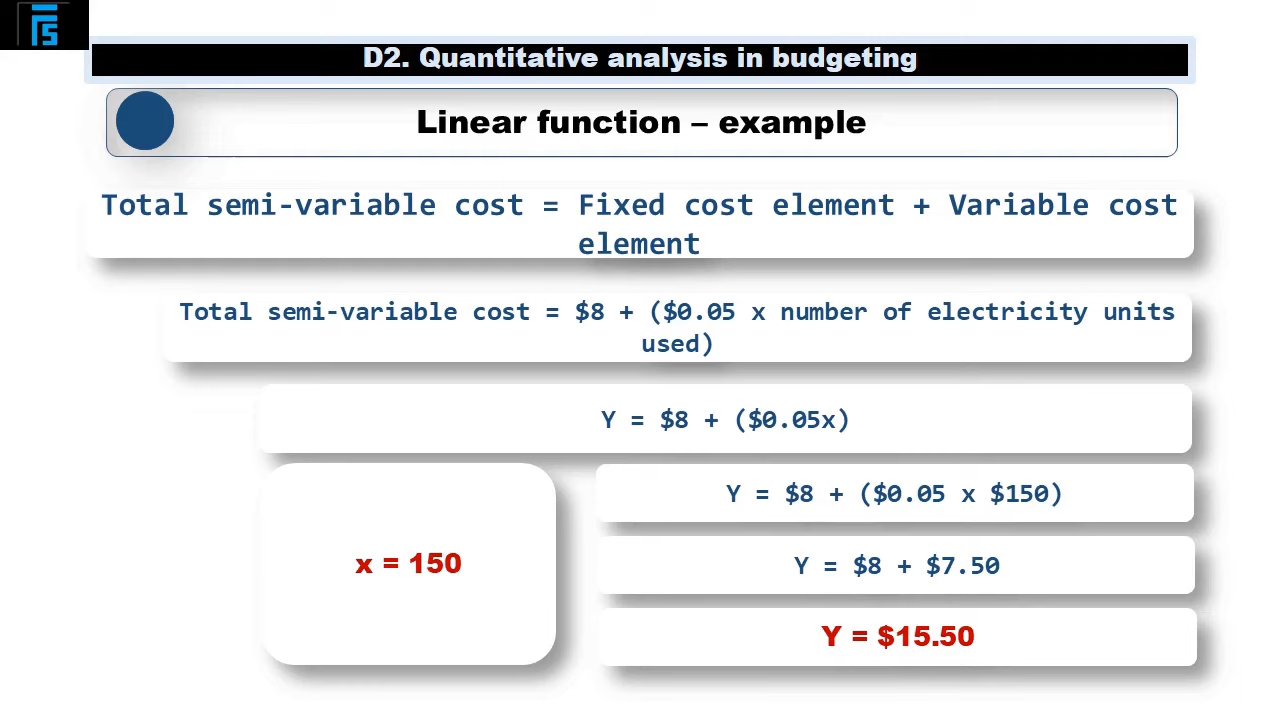 D2. Quantitative analysis in budgeting
Linear function – example
Total semi-variable cost = Fixed cost element + Variable cost
element
Total semi-variable cost = $8 + ($0.05 x number of electricity units
used)
Y = $8 + ($0.05x)
x = 150
Y = $8 + ($0.05 x $150)
Y = $8 + $7.50
Y = $15.50